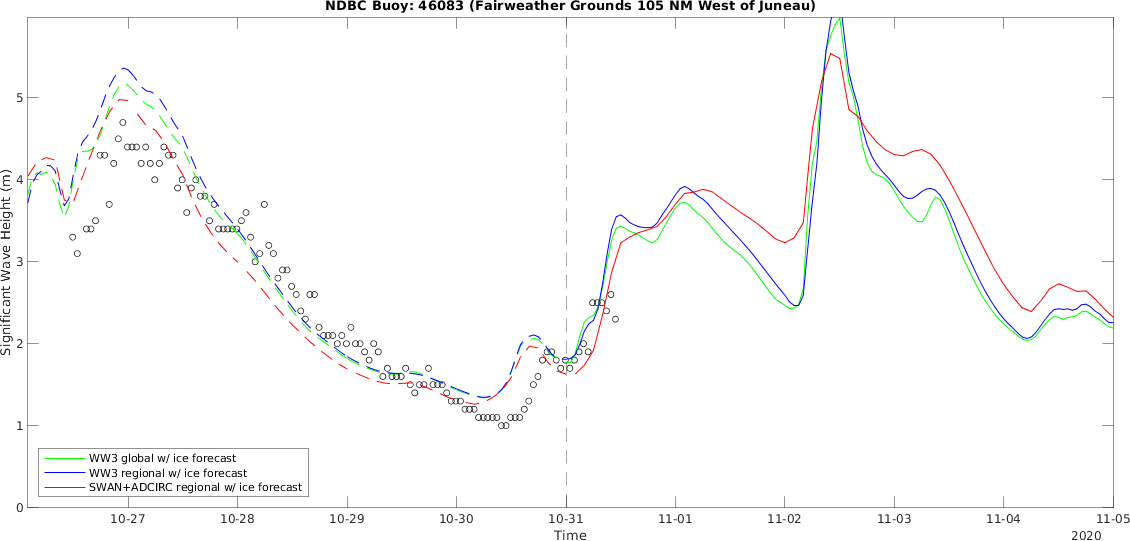 NDBC Buoy: 46083 (Fairweather Grounds 105 NM West of Juneau)
Significant Wave Height (m)
5
4
3
2
1
0
WW3 global w/ ice forecast
WW3 regional w/ ice forecast
SWAN+ADCIRC regional w/ ice forecast
10-27 10-28 10-29 10-30 10-31 11-01 11-02 11-03 11-04 11-05
Time
2020